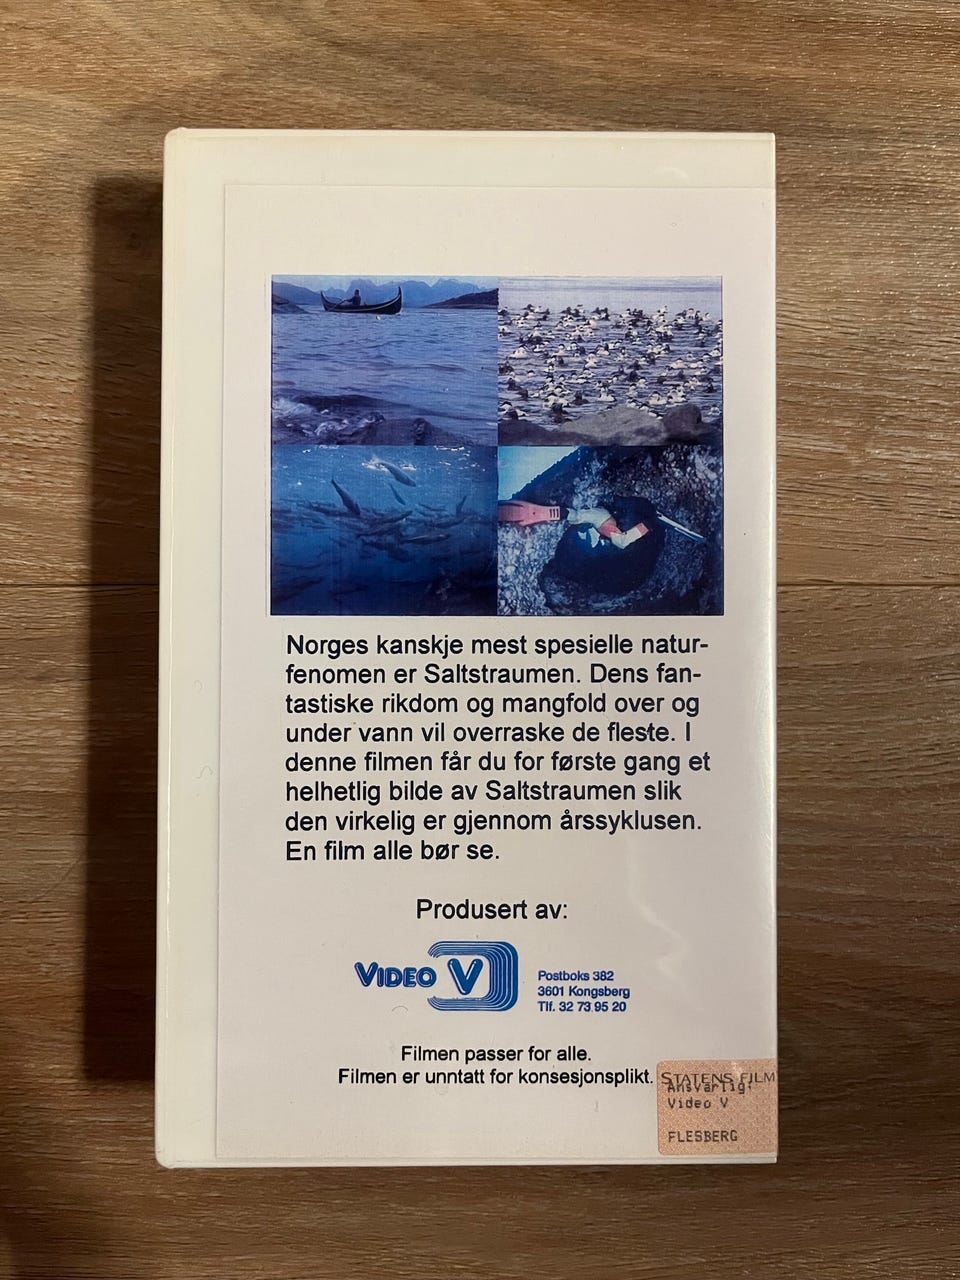 Norges kanskje mest spesielle natur-
fenomen er Saltstraumen. Dens fan-
tastiske rikdom og mangfold over og
under vann vil overraske de fleste. I
denne filmen får du for første gang et
helhetlig bilde av Saltstraumen slik
den virkelig er gjennom årssyklusen.
En film alle bør se.
Produsert av:
VIDEO V
Postboks 382
3601 Kongsberg
Tlf. 32 73 95 20
Filmen passer for alle.
Filmen er unntatt for konsesjonsplikt.
STATENS FILM
Ansvarlig:
Video V
FLESBERG